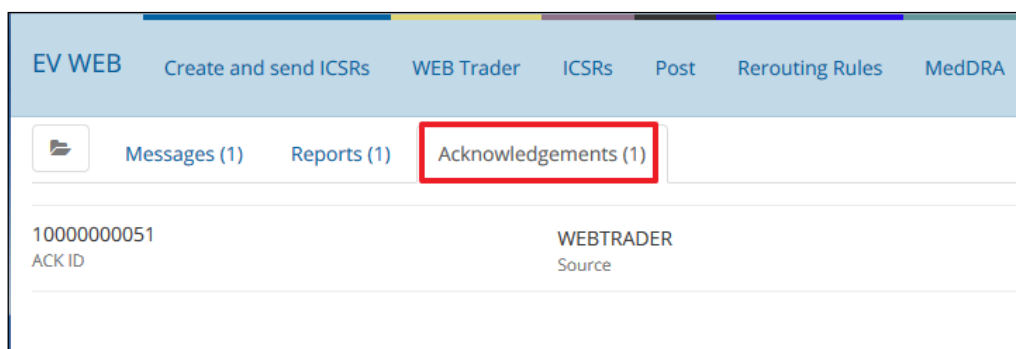 EV WEB Create and send ICSRs WEB Trader ICSRs Post Rerouting Rules MedDRA
Messages (1) Reports (1) Acknowledgements (1)
10000000051 WEBTRADER
ACK ID Source